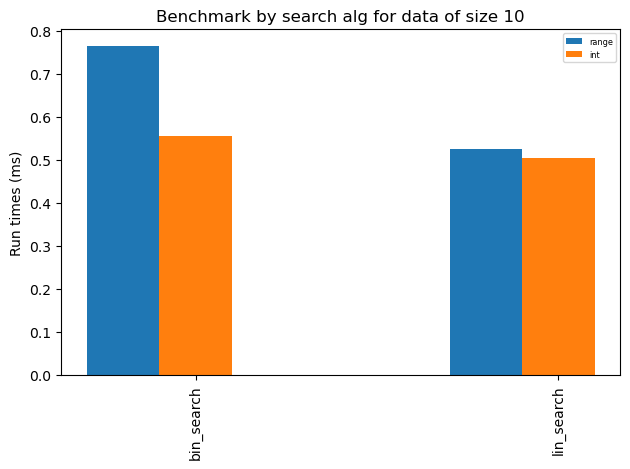 Benchmark by search alg for data of size 10
range
int
Run times (ms)
0.8
0.7
0.6
0.5
0.4
0.3
0.2
0.1
0.0
bin_search
lin_search